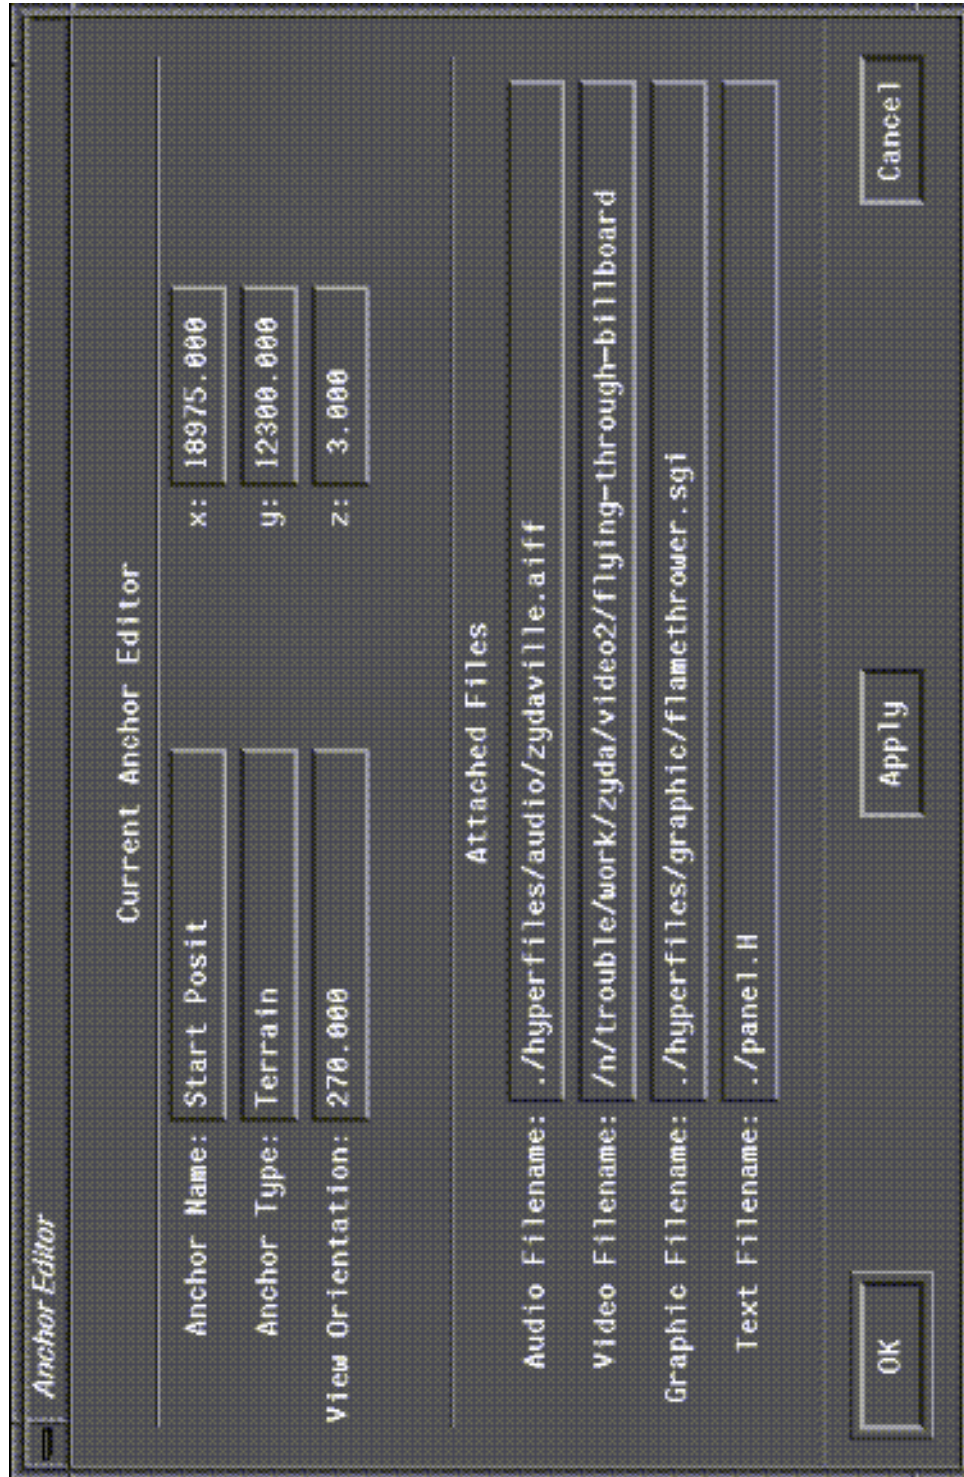 Anchor Editor
Current Anchor Editor
Anchor Name: Start Posit x: 18975.000
Anchor Type: Terrain y: 12300.000
View Orientation: 270.000 z: 3.000
Attached Files
Audio Filename: ./hyperfiles/audio/zydaville.aiff
Video Filename: /n/trouble/work/zyda/video2/flying-through-billboard
Graphic Filename: ./hyperfiles/graphic/flamethrower.sgi
Text Filename: ./panel.H
OK Apply Cancel